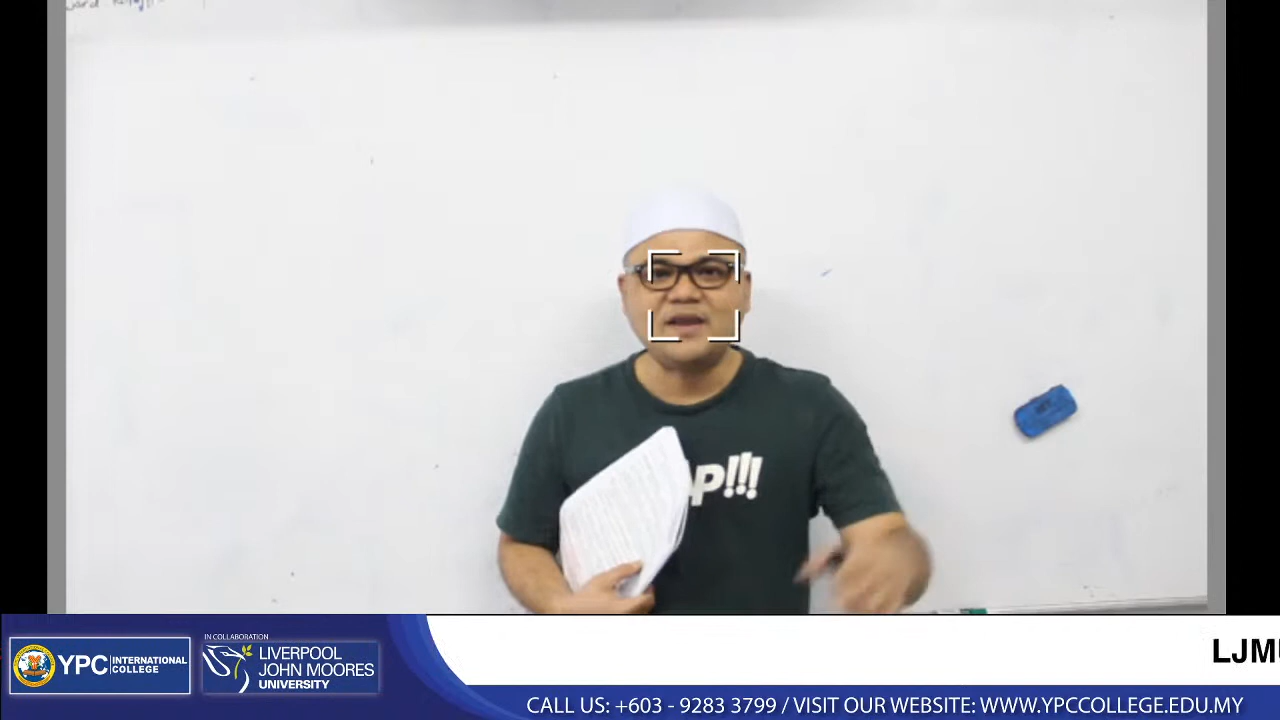 P!!!
YPC INTERNATIONAL
COLLEGE
IN COLLABORATION
LIVERPOOL
JOHN MOORES
UNIVERSITY
LJM
CALL US: +603 - 9283 3799 / VISIT OUR WEBSITE: WWW.YPCCOLLEGE.EDU.MY